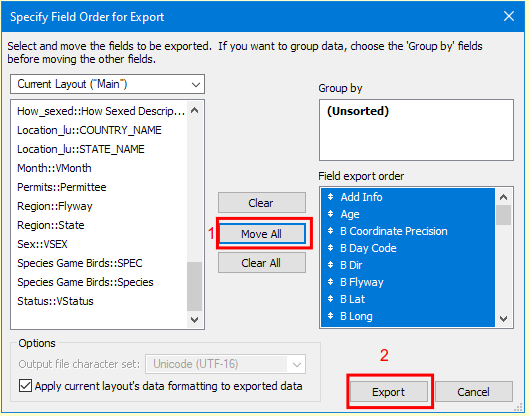 Specify Field Order for Export
Select and move the fields to be exported.  If you want to group data, choose the 'Group by' fields
before moving the other fields.
Current Layout ("Main")
How_sexed::How Sexed Descrip...
Location_lu::COUNTRY_NAME
Location_lu::STATE_NAME
Month::VMonth
Permits::Permittee
Region::Flyway
Region::State
Sex::VSEX
Species Game Birds::SPEC
Species Game Birds::Species
Status::VStatus
Clear
1
Move All
Clear All
Group by
(Unsorted)
Field export order
Add Info
Age
B Coordinate Precision
B Day Code
B Dir
B Flyway
B Lat
B Long
Options
Output file character set:
Unicode (UTF-16)
Apply current layout's data formatting to exported data
2
Export
Cancel